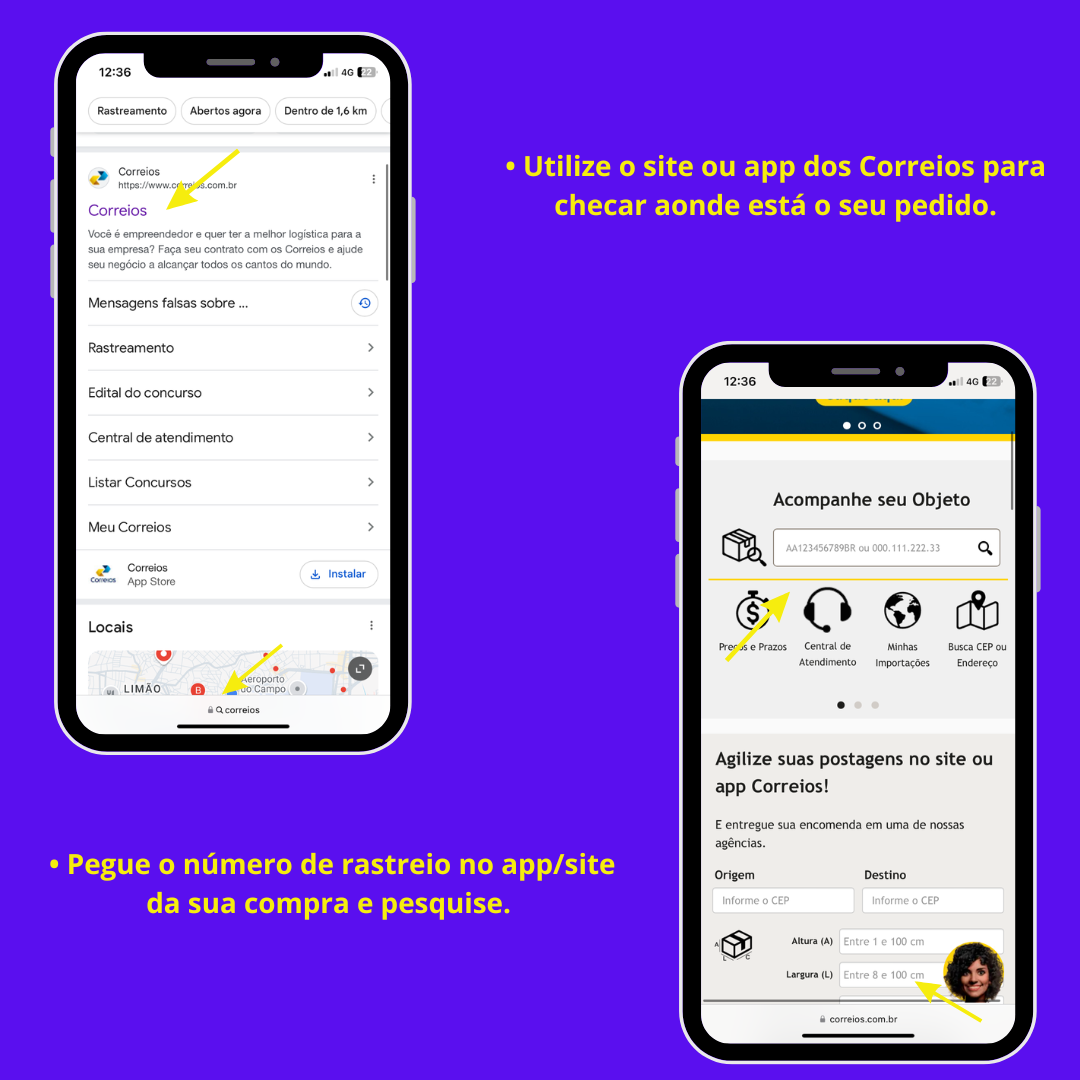 12:36
4G 22
Rastreamento
Abertos agora
Dentro de 1,6 km
Correios
https://www.correios.com.br
Correios
Você é empreendedor e quer ter a melhor logística para a
sua empresa? Faça seu contrato com os Correios e ajude
seu negócio a alcançar todos os cantos do mundo.
Mensagens falsas sobre ...
Rastreamento
Edital do concurso
Central de atendimento
Listar Concursos
Meu Correios
Correios
Correios
App Store
Instalar
Locais
LIMÃO
B
Aeroporto
do Campo
correios
• Utilize o site ou app dos Correios para
checar aonde está o seu pedido.
12:36
4G 22
Acompanhe seu Objeto
AA123456789BR ou 000.111.222.33
Preços e Prazos
Central de
Atendimento
Minhas
Importações
Busca CEP ou
Endereço
Agilize suas postagens no site ou
app Correios!
E entregue sua encomenda em uma de nossas
agências.
Origem
Destino
Informe o CEP
Informe o CEP
A
L
C
Altura (A)
Entre 1 e 100 cm
Largura (L)
Entre 8 e 100 cm
correios.com.br
• Pegue o número de rastreio no app/site
da sua compra e pesquise.